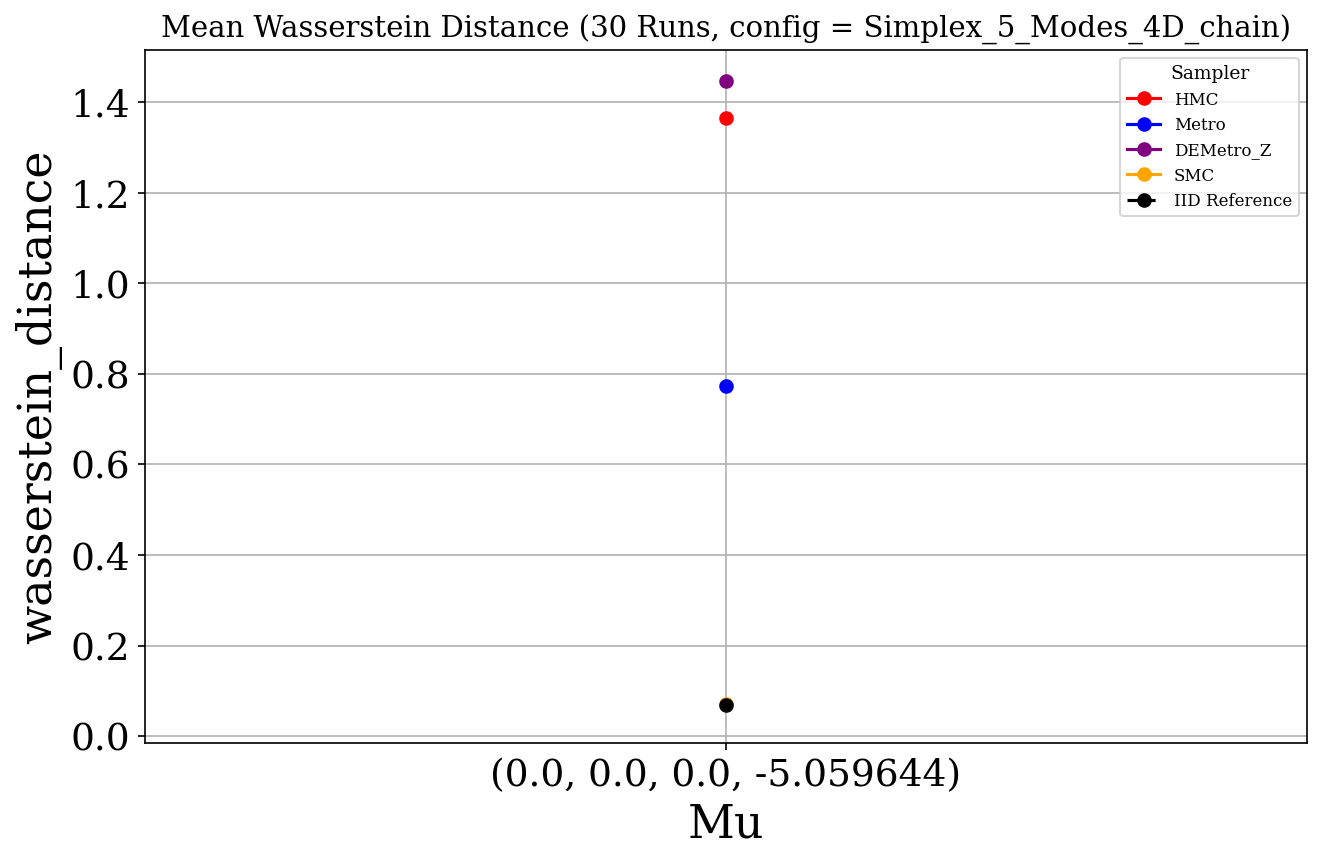 Mean Wasserstein Distance (30 Runs, config = Simplex_5_Modes_4D_chain)
Sampler
HMC
Metro
DEMetro_Z
SMC
IID Reference
wasserstein_distance
1.4
1.2
1.0
0.8
0.6
0.4
0.2
0.0
(0.0, 0.0, 0.0, -5.059644)
Mu